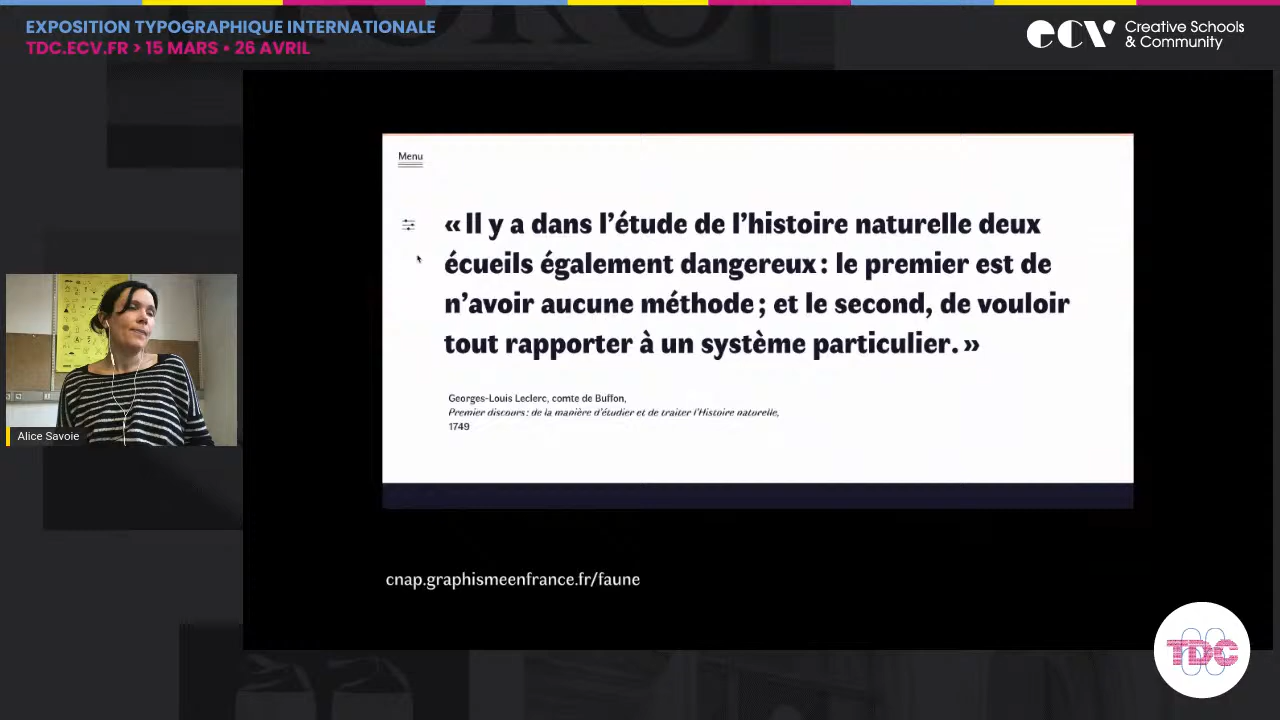 EXPOSITION TYPOGRAPHIQUE INTERNATIONALE
TDC.ECV.FR > 15 MARS • 26 AVRIL
ecv Creative Schools
& Community
Menu
« Il y a dans l’étude de l’histoire naturelle deux
écueils également dangereux : le premier est de
n’avoir aucune méthode ; et le second, de vouloir
tout rapporter à un système particulier. »
Georges-Louis Leclerc, comte de Buffon,
Premier discours : de la manière d’étudier et de traiter l’Histoire naturelle,
1749
Alice Savoie
cnap.graphismeenfrance.fr/faune
TDC